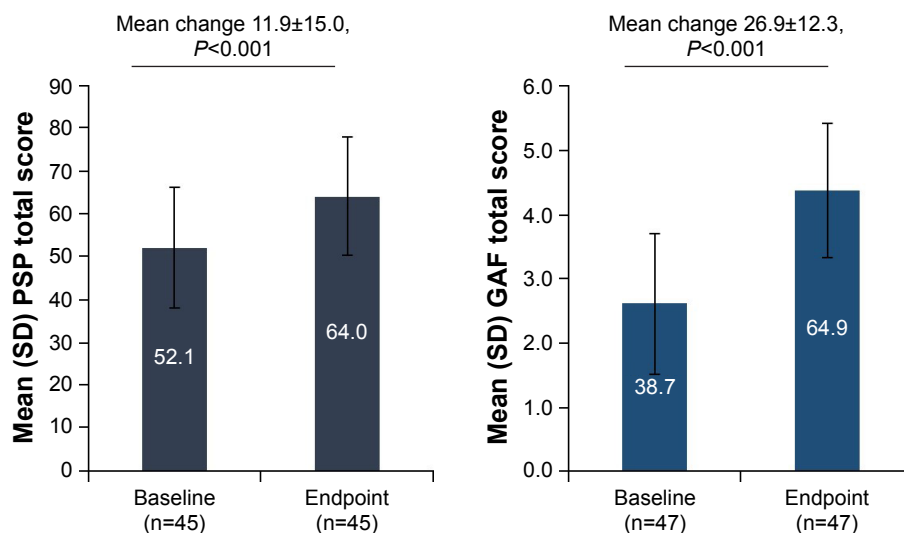 Mean change 11.9±15.0,
P<0.001
Mean (SD) PSP total score
90
80
70
60
50
40
30
20
10
0
52.1
64.0
Baseline
(n=45)
Endpoint
(n=45)
Mean change 26.9±12.3,
P<0.001
Mean (SD) GAF total score
6.0
5.0
4.0
3.0
2.0
1.0
0.0
38.7
64.9
Baseline
(n=47)
Endpoint
(n=47)